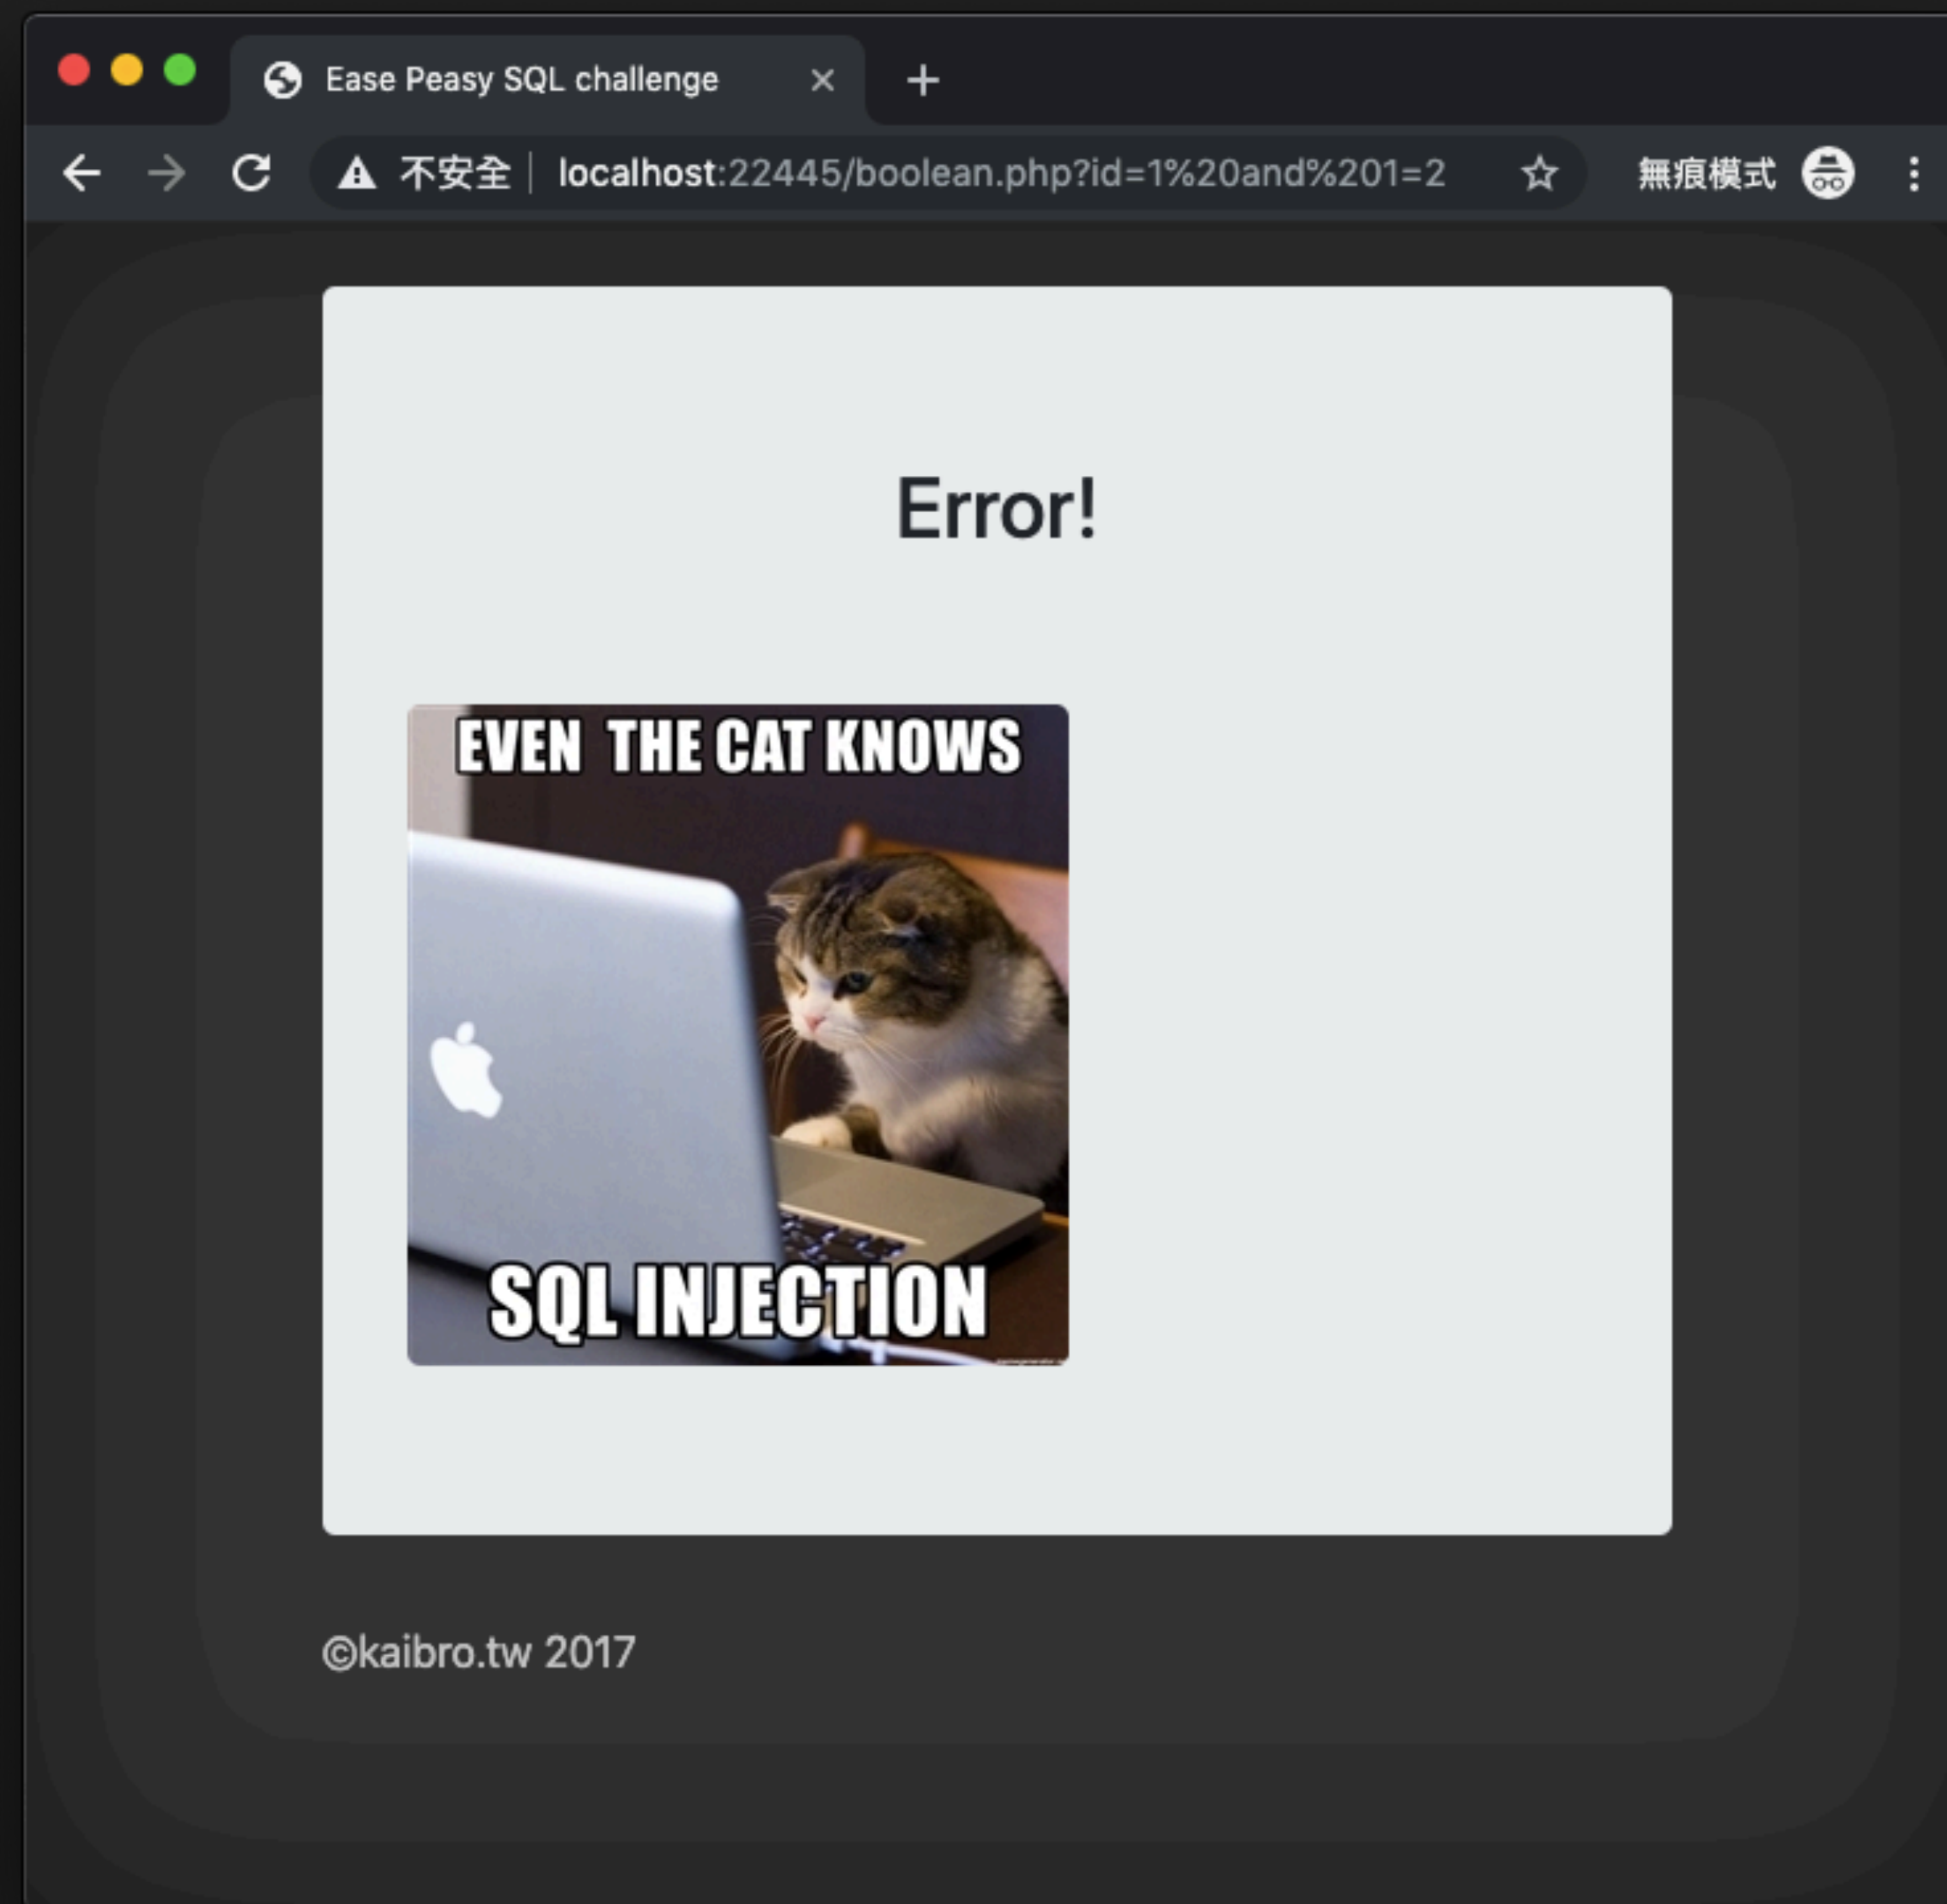 Ease Peasy SQL challenge
不安全 localhost:22445/boolean.php?id=1%20and%201=2 無痕模式
Error!
EVEN THE CAT KNOWS
SQL INJECTION
©kaibro.tw 2017